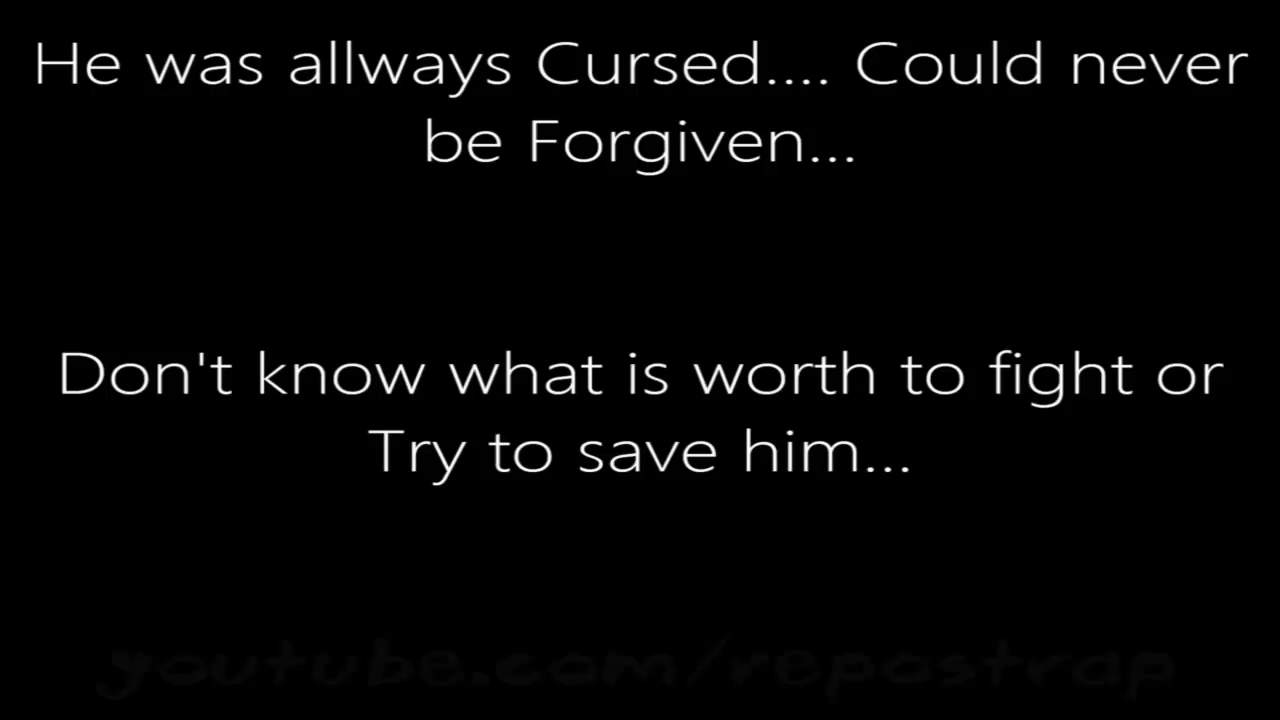 He was allways Cursed.... Could never
be Forgiven...
Don't know what is worth to fight or
Try to save him...
youtube.com/repostrap